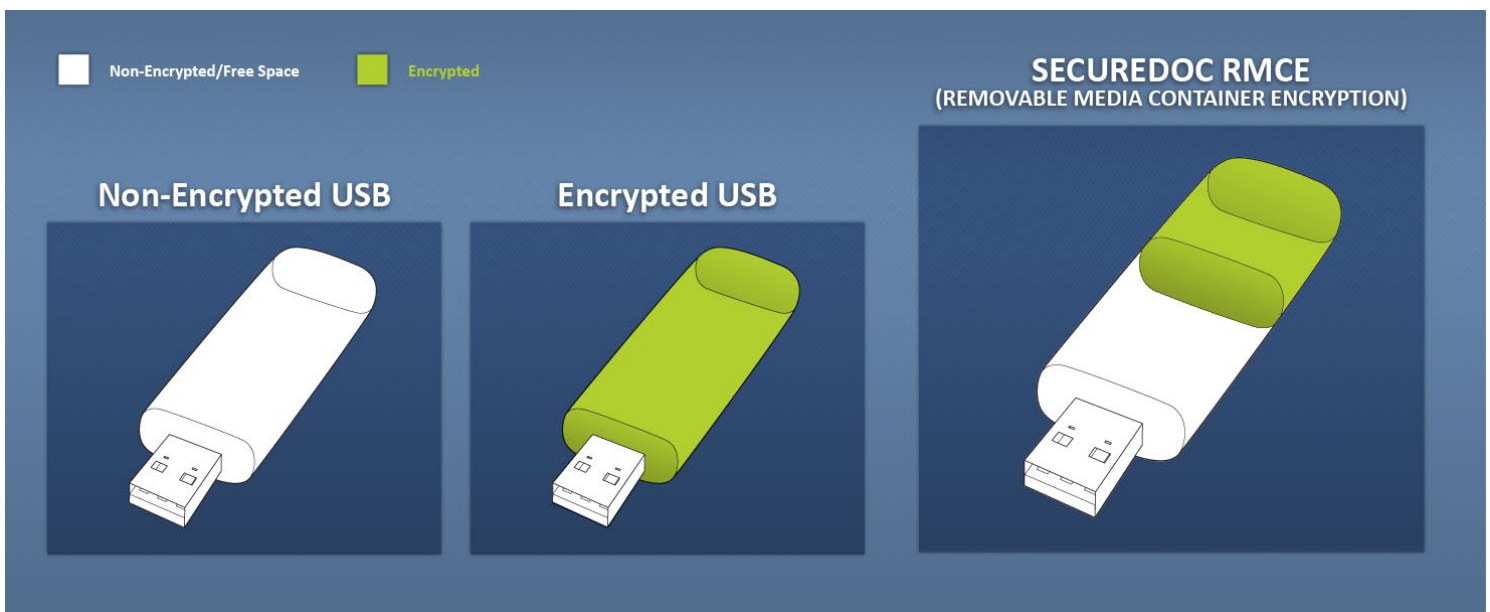 Non-Encrypted/Free Space
Encrypted
SECUREDOC RMCE
(REMOVABLE MEDIA CONTAINER ENCRYPTION)
Non-Encrypted USB
Encrypted USB